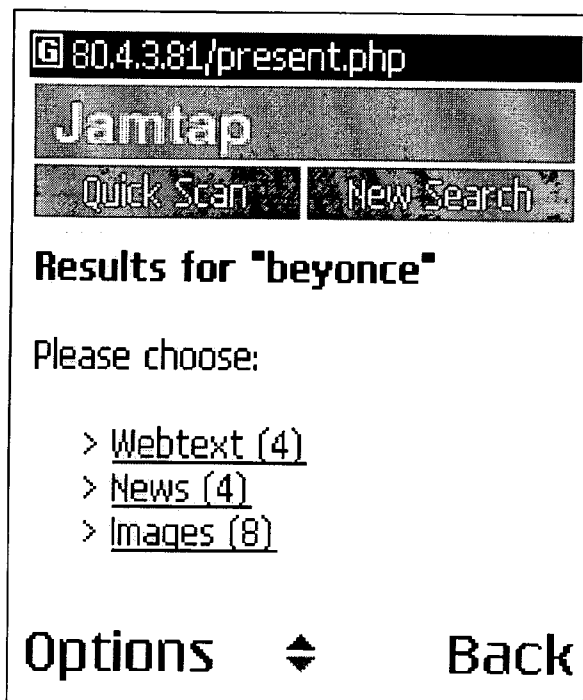 G 80.4.3.81/present.php
Jamtap
Quick Scan New Search
Results for "beyonce"
Please choose:
> Webtext (4)
> News (4)
> Images (8)
Options Back